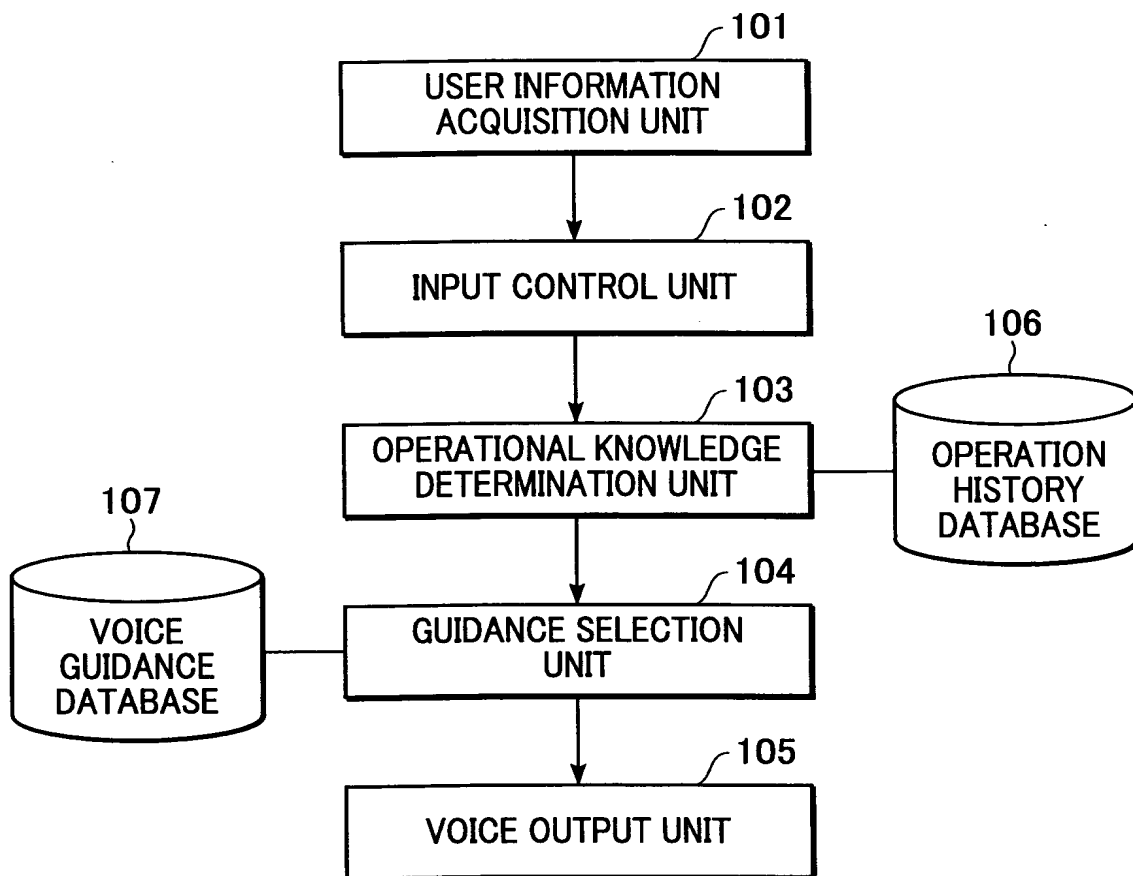 101
USER INFORMATION
ACQUISITION UNIT
102
INPUT CONTROL UNIT
103
OPERATIONAL KNOWLEDGE
DETERMINATION UNIT
106
OPERATION
HISTORY
DATABASE
107
VOICE
GUIDANCE
DATABASE
104
GUIDANCE SELECTION
UNIT
105
VOICE OUTPUT UNIT